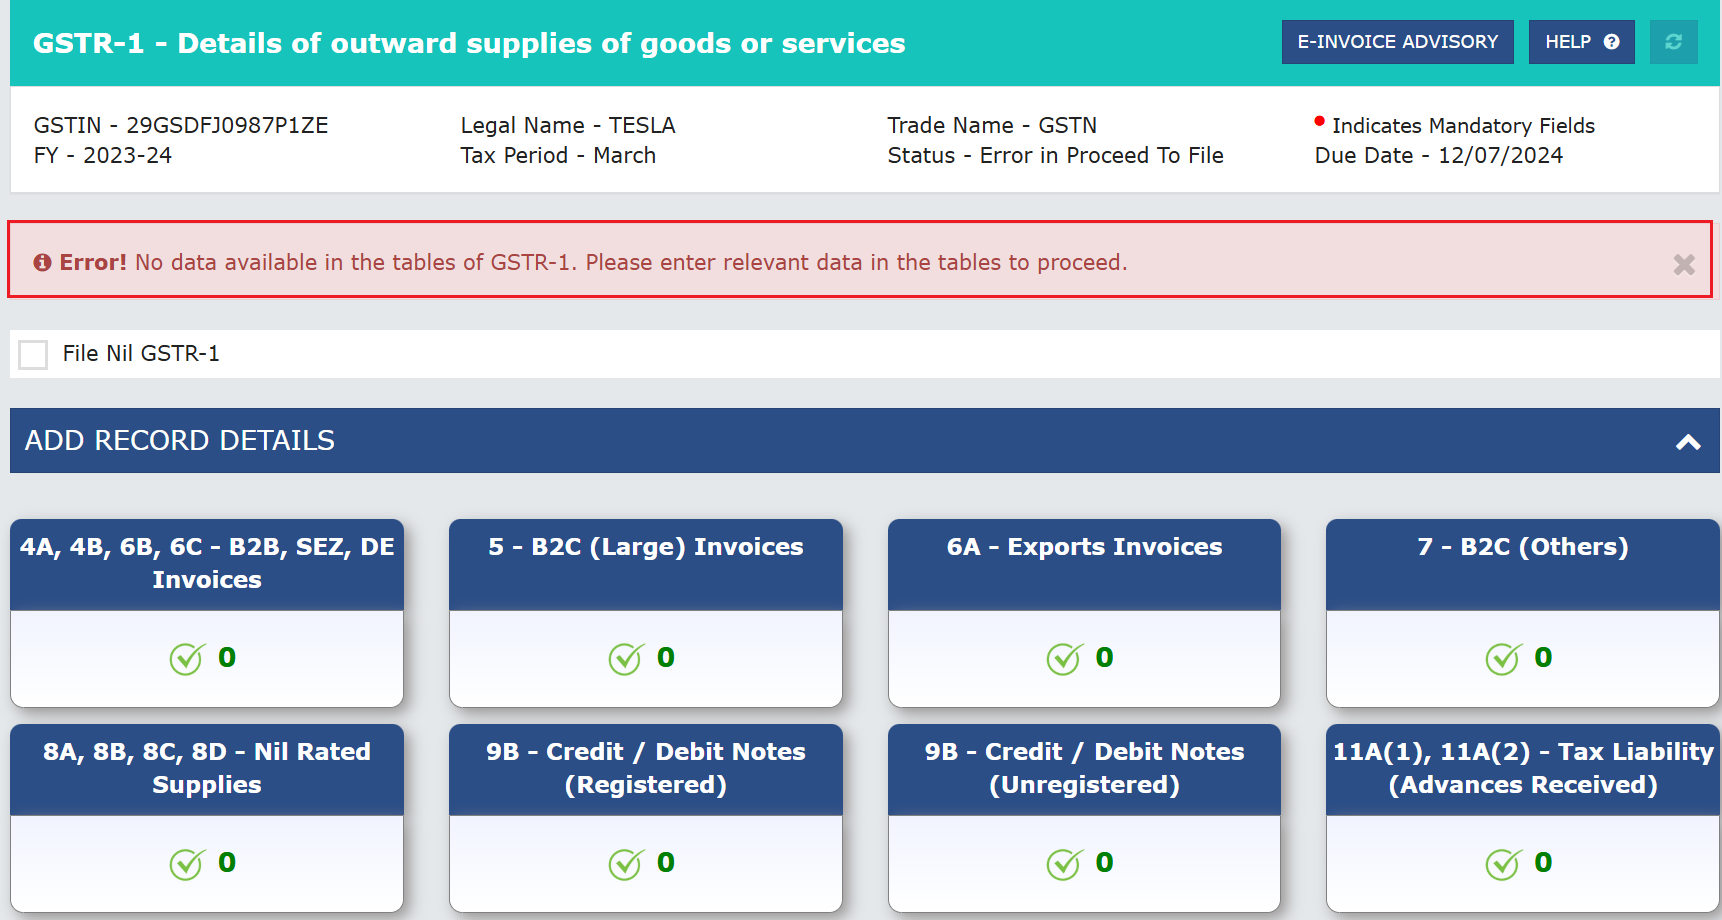 GSTR-1 - Details of outward supplies of goods or services
E-INVOICE ADVISORY
HELP
GSTIN - 29GSDFJ0987P1ZE
Legal Name - TESLA
Trade Name - GSTN
Indicates Mandatory Fields
FY - 2023-24
Tax Period - March
Status - Error in Proceed To File
Due Date - 12/07/2024
Error! No data available in the tables of GSTR-1. Please enter relevant data in the tables to proceed.
File Nil GSTR-1
ADD RECORD DETAILS
4A, 4B, 6B, 6C - B2B, SEZ, DE
Invoices
0
5 - B2C (Large) Invoices
0
6A - Exports Invoices
0
7 - B2C (Others)
0
8A, 8B, 8C, 8D - Nil Rated
Supplies
0
9B - Credit / Debit Notes
(Registered)
0
9B - Credit / Debit Notes
(Unregistered)
0
11A(1), 11A(2) - Tax Liability
(Advances Received)
0